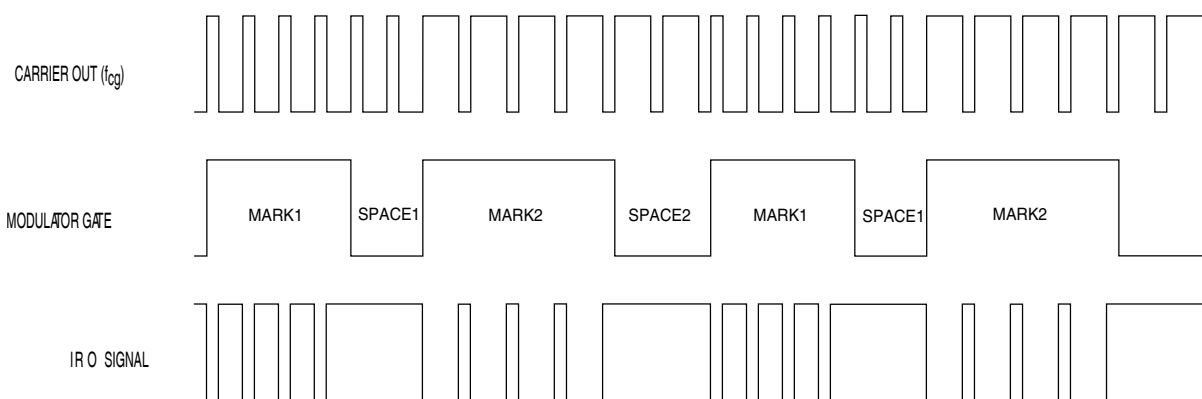 CARRIER OUT (fcg)
MODULATOR GATE
MARK1 SPACE1 MARK2 SPACE2 MARK1 SPACE1 MARK2
IR O SIGNAL